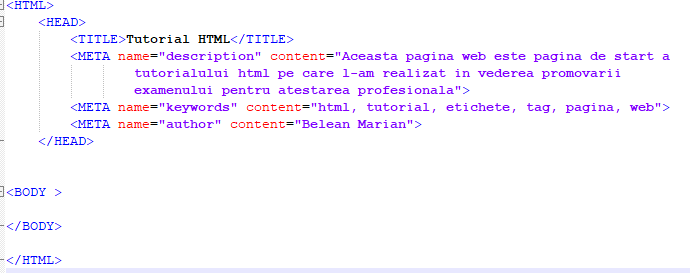 <HTML>
<HEAD>
<TITLE>Tutorial HTML</TITLE>
<META name="description" content="Aceasta pagina web este pagina de start a
tutorialului html pe care l-am realizat in vederea promovarii
examenului pentru atestarea profesionala">
<META name="keywords" content="html, tutorial, etichete, tag, pagina, web">
<META name="author" content="Belean Marian">
</HEAD>
<BODY >
</BODY>
</HTML>